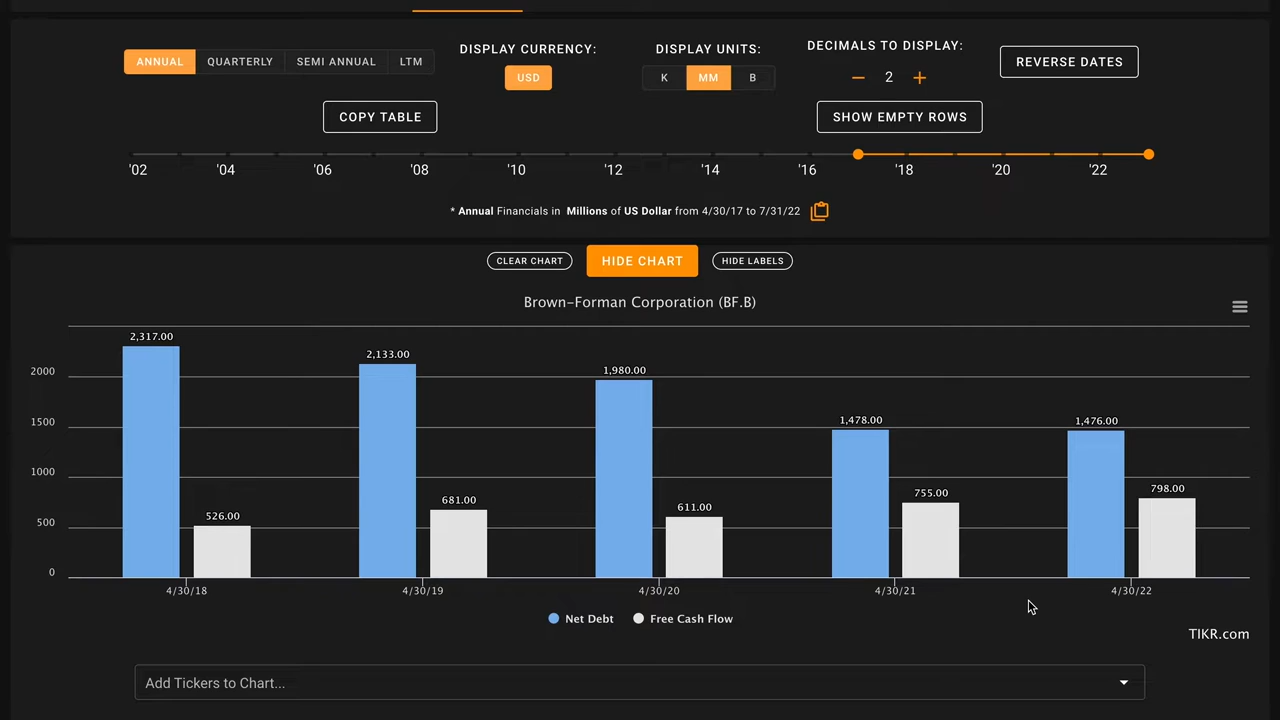 ANNUAL QUARTERLY SEMI ANNUAL LTM
DISPLAY CURRENCY:
USD
DISPLAY UNITS:
K MM B
DECIMALS TO DISPLAY:
− 2 +
REVERSE DATES
COPY TABLE
SHOW EMPTY ROWS
'02 '04 '06 '08 '10 '12 '14 '16 '18 '20 '22
* Annual Financials in Millions of US Dollar from 4/30/17 to 7/31/22
CLEAR CHART
HIDE CHART
HIDE LABELS
Brown-Forman Corporation (BF.B)
2000
1500
1000
500
0
2,317.00
526.00
2,133.00
681.00
1,980.00
611.00
1,478.00
755.00
1,476.00
798.00
4/30/18 4/30/19 4/30/20 4/30/21 4/30/22
Net Debt Free Cash Flow
TIKR.com
Add Tickers to Chart...